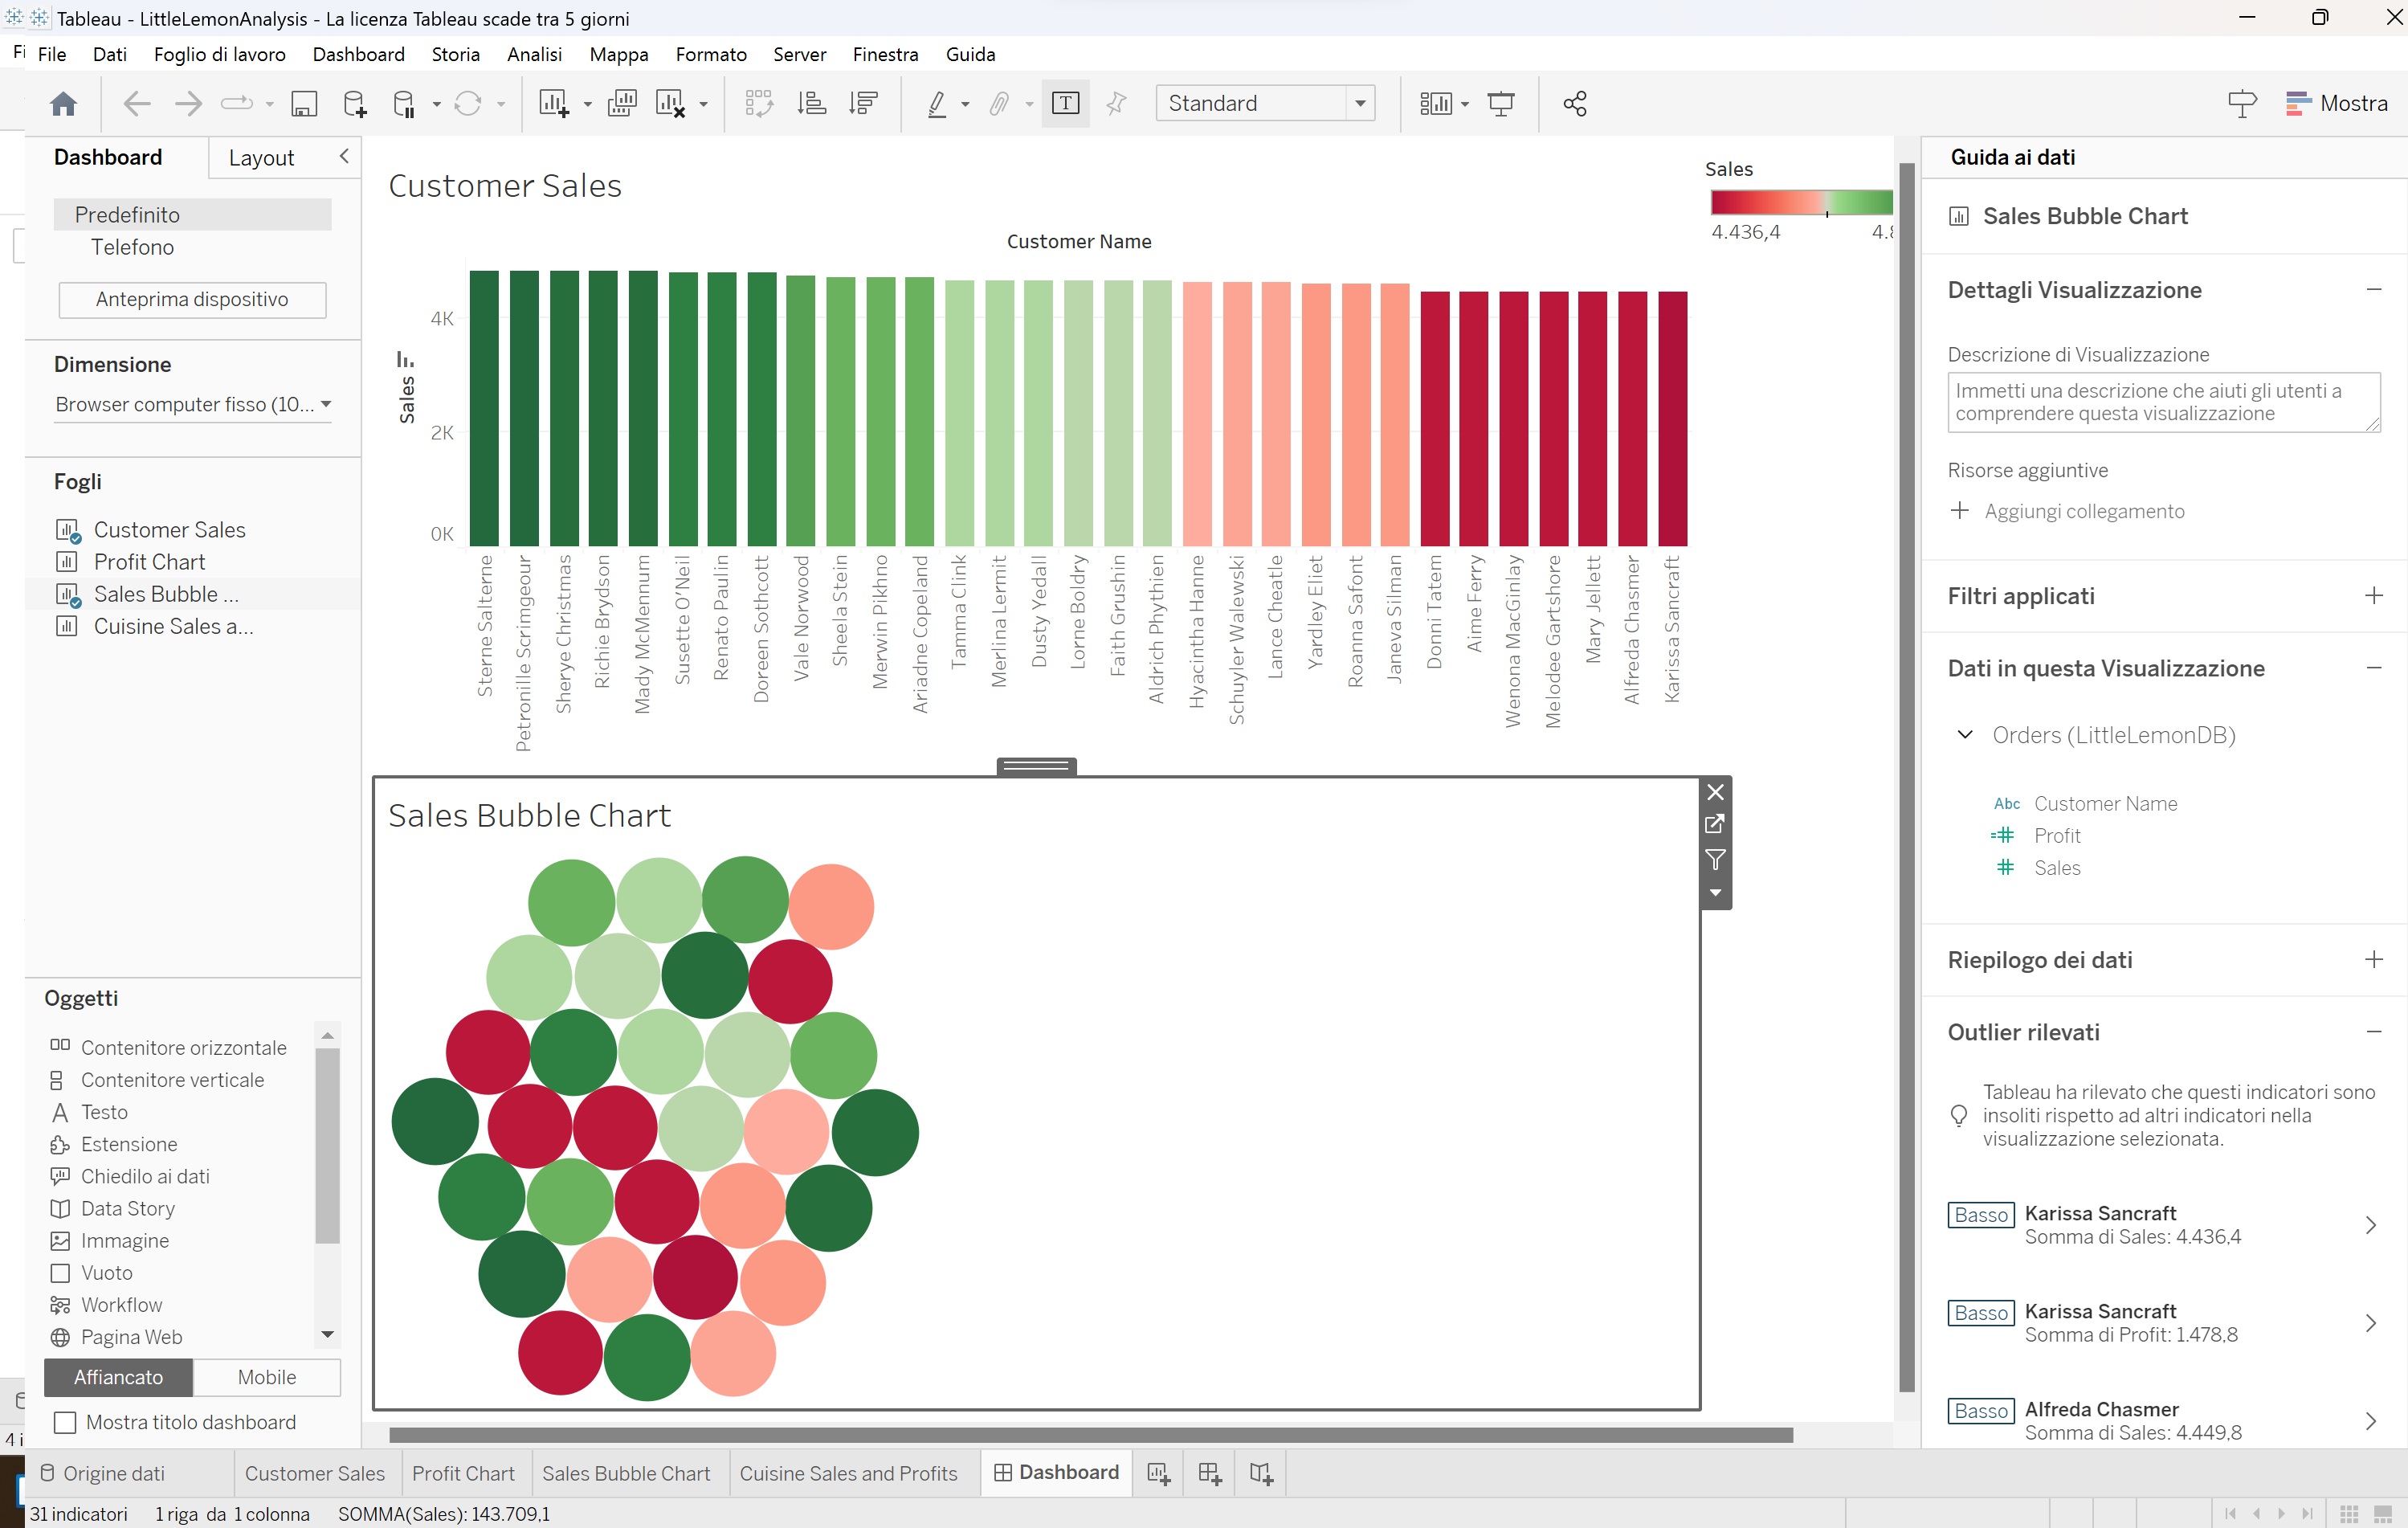 Tableau - LittleLemonAnalysis - La licenza Tableau scade tra 5 giorni
File Dati Foglio di lavoro Dashboard Storia Analisi Mappa Formato Server Finestra Guida
Standard
Mostra
Dashboard Layout
Predefinito
Telefono
Anteprima dispositivo
Dimensione
Browser computer fisso (10...
Fogli
Customer Sales
Profit Chart
Sales Bubble ...
Cuisine Sales a...
Oggetti
Contenitore orizzontale
Contenitore verticale
Testo
Estensione
Chiedilo ai dati
Data Story
Immagine
Vuoto
Workflow
Pagina Web
Affiancato Mobile
Mostra titolo dashboard
Customer Sales
Customer Name
Sales
4K
2K
0K
Sterne Salterne
Petronille Scrimgeour
Sherye Christmas
Richie Brydson
Mady McMennum
Susette O'Neil
Renato Paulin
Doreen Sothcott
Vale Norwood
Sheela Stein
Merwin Pikhno
Ariadne Copeland
Tamma Clink
Merlina Lermit
Dusty Yedall
Lorne Boldry
Faith Grushin
Aldrich Phythien
Hyacintha Hanne
Schuyler Walewski
Lance Cheatle
Yardley Eliet
Roanna Safont
Janeva Silman
Donni Tatem
Aime Ferry
Wenona MacGinlay
Melodee Gartshore
Mary Jellett
Alfreda Chasmer
Karissa Sancraft
Sales
4.436,4
Sales Bubble Chart
Guida ai dati
Sales Bubble Chart
Dettagli Visualizzazione
Descrizione di Visualizzazione
Immetti una descrizione che aiuti gli utenti a
comprendere questa visualizzazione
Risorse aggiuntive
Aggiungi collegamento
Filtri applicati
Dati in questa Visualizzazione
Orders (LittleLemonDB)
Abc Customer Name
Profit
Sales
Riepilogo dei dati
Outlier rilevati
Tableau ha rilevato che questi indicatori sono
insoliti rispetto ad altri indicatori nella
visualizzazione selezionata.
Basso Karissa Sancraft
Somma di Sales: 4.436,4
Basso Karissa Sancraft
Somma di Profit: 1.478,8
Basso Alfreda Chasmer
Somma di Sales: 4.449,8
Origine dati Customer Sales Profit Chart Sales Bubble Chart Cuisine Sales and Profits Dashboard
31 indicatori 1 riga da 1 colonna SOMMA(Sales): 143.709,1